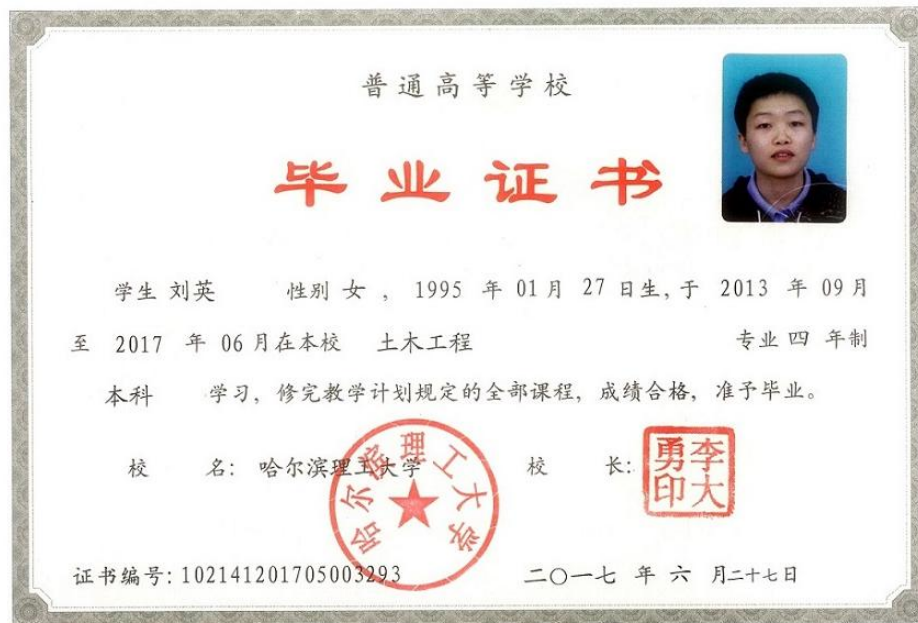 普通高等学校
毕业证书
学生 刘英 性别 女 , 1995 年 01 月 27 日生, 于 2013 年 09 月
至 2017 年 06 月在本校 土木工程 专业 四 年制
本科 学习, 修完教学计划规定的全部课程, 成绩合格, 准予毕业。
校 名: 哈尔滨理工大学 校 长:
哈尔滨理工大学
李大勇印
证书编号: 102141201705003293 二〇一七 年 六 月二十七日